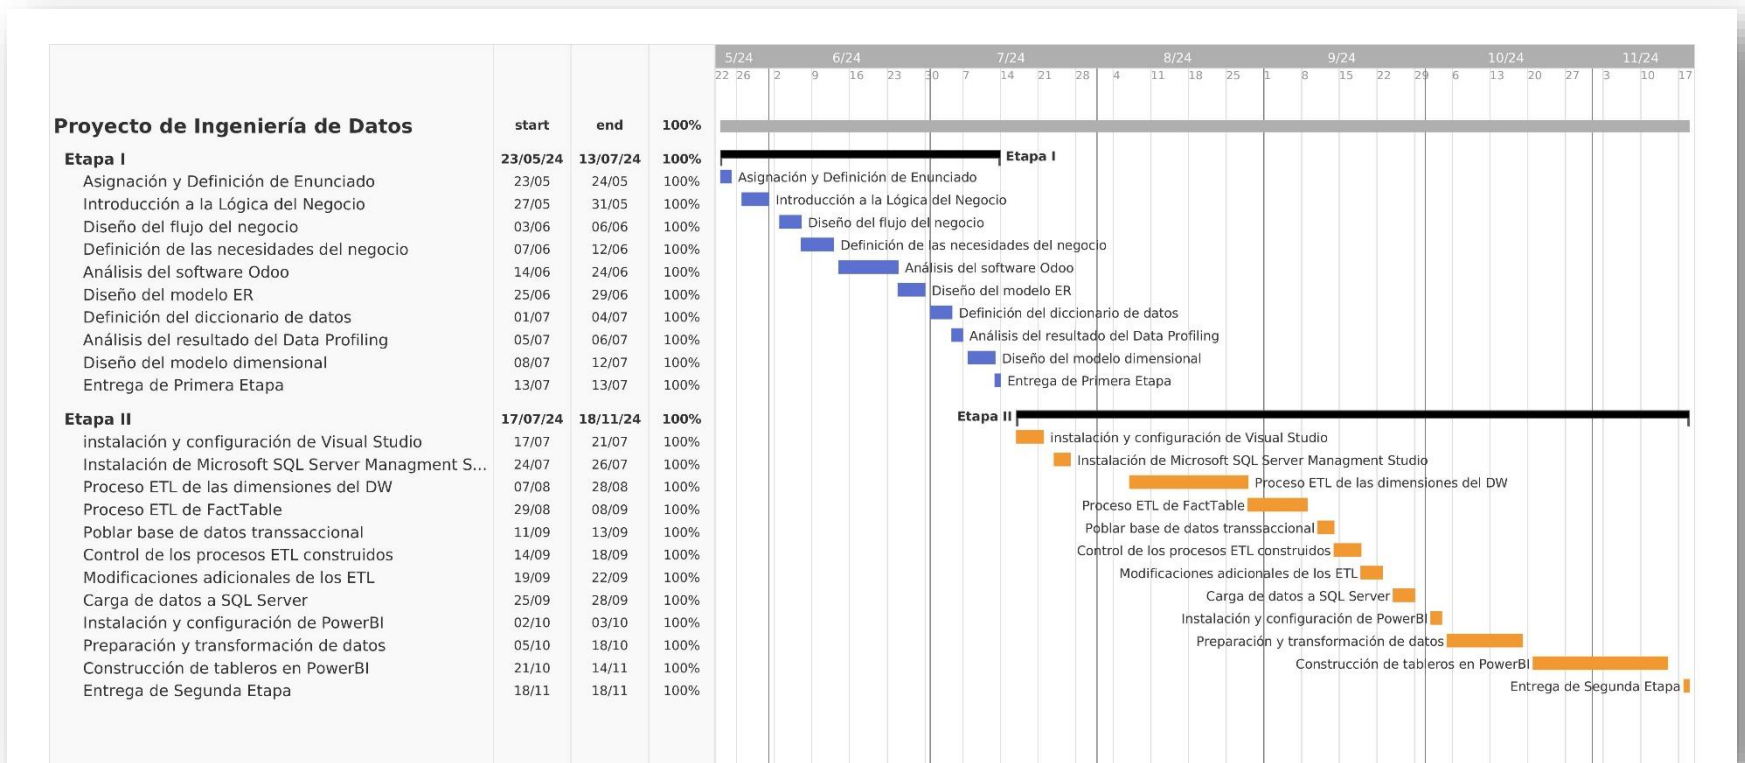 5/24 6/24 7/24 8/24 9/24 10/24 11/24
22 26 2 9 16 23 30 7 14 21 28 4 11 18 25 1 8 15 22 29 6 13 20 27 3 10 17
Proyecto de Ingeniería de Datos start end 100%
Etapa I 23/05/24 13/07/24 100% Etapa I
Asignación y Definición de Enunciado 23/05 24/05 100% Asignación y Definición de Enunciado
Introducción a la Lógica del Negocio 27/05 31/05 100% Introducción a la Lógica del Negocio
Diseño del flujo del negocio 03/06 06/06 100% Diseño del flujo del negocio
Definición de las necesidades del negocio 07/06 12/06 100% Definición de las necesidades del negocio
Análisis del software Odoo 14/06 24/06 100% Análisis del software Odoo
Diseño del modelo ER 25/06 29/06 100% Diseño del modelo ER
Definición del diccionario de datos 01/07 04/07 100% Definición del diccionario de datos
Análisis del resultado del Data Profiling 05/07 06/07 100% Análisis del resultado del Data Profiling
Diseño del modelo dimensional 08/07 12/07 100% Diseño del modelo dimensional
Entrega de Primera Etapa 13/07 13/07 100% Entrega de Primera Etapa
Etapa II 17/07/24 18/11/24 100% Etapa II
instalación y configuración de Visual Studio 17/07 21/07 100% instalación y configuración de Visual Studio
Instalación de Microsoft SQL Server Managment S... 24/07 26/07 100% Instalación de Microsoft SQL Server Managment Studio
Proceso ETL de las dimensiones del DW 07/08 28/08 100% Proceso ETL de las dimensiones del DW
Proceso ETL de FactTable 29/08 08/09 100% Proceso ETL de FactTable
Poblar base de datos transsaccional 11/09 13/09 100% Poblar base de datos transsaccional
Control de los procesos ETL construidos 14/09 18/09 100% Control de los procesos ETL construidos
Modificaciones adicionales de los ETL 19/09 22/09 100% Modificaciones adicionales de los ETL
Carga de datos a SQL Server 25/09 28/09 100% Carga de datos a SQL Server
Instalación y configuración de PowerBI 02/10 03/10 100% Instalación y configuración de PowerBI
Preparación y transformación de datos 05/10 18/10 100% Preparación y transformación de datos
Construcción de tableros en PowerBI 21/10 14/11 100% Construcción de tableros en PowerBI
Entrega de Segunda Etapa 18/11 18/11 100% Entrega de Segunda Etapa